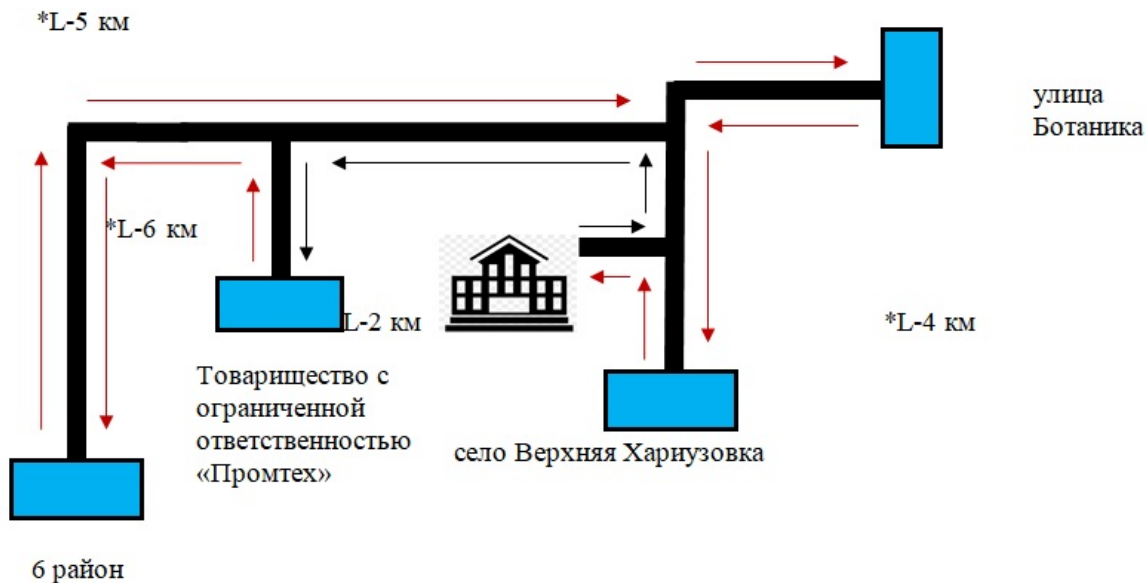 *L-5 км
улица
Ботаника
*L-6 км
L-2 км
*L-4 км
Товарищество с
ограниченной
ответственностью
«Промтех»
село Верхняя Хариузовка
6 район